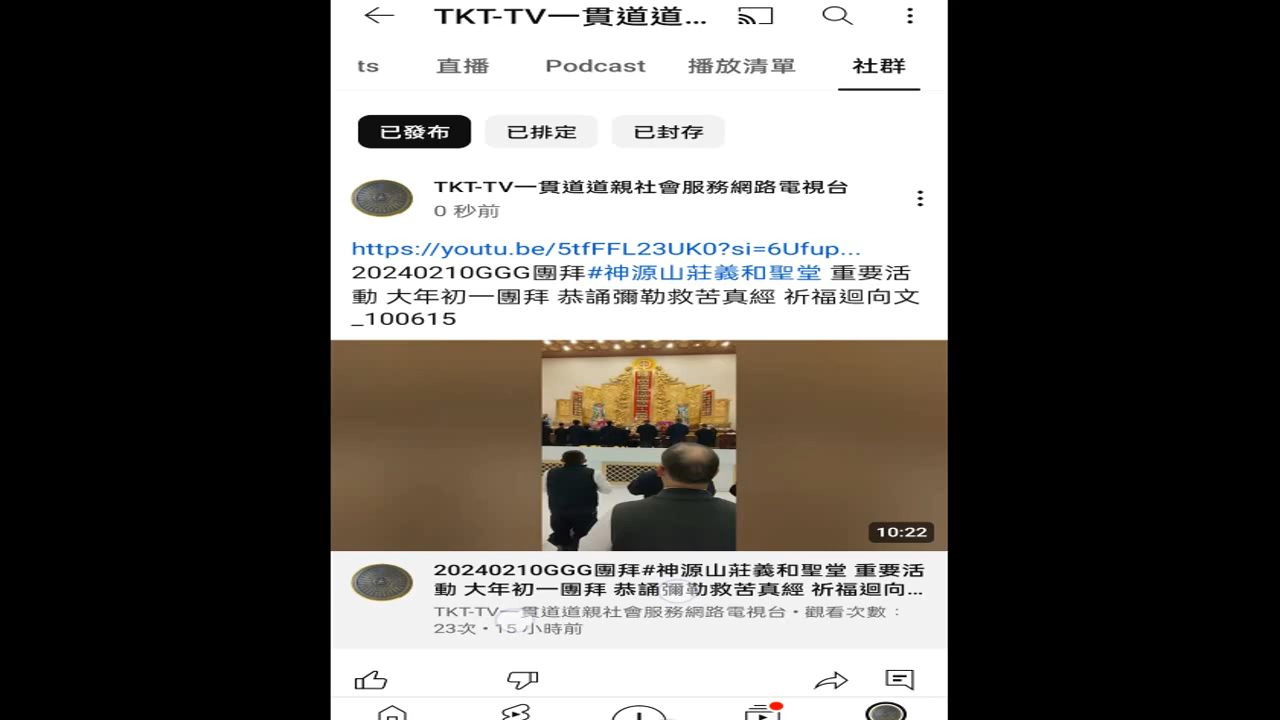 TKT-TV一貫道道...
ts 直播 Podcast 播放清單 社群
已發布 已排定 已封存
TKT-TV一貫道道親社會服務網路電視台
0 秒前
https://youtu.be/5tfFFL23UK0?si=6Ufup...
20240210GGG團拜#神源山莊義和聖堂 重要活
動 大年初一團拜 恭誦彌勒救苦真經 祈福迴向文
_100615
10:22
20240210GGG團拜#神源山莊義和聖堂 重要活
動 大年初一團拜 恭誦彌勒救苦真經 祈福迴向...
TKT-TV一貫道道親社會服務網路電視台・觀看次數：
23次・15 小時前